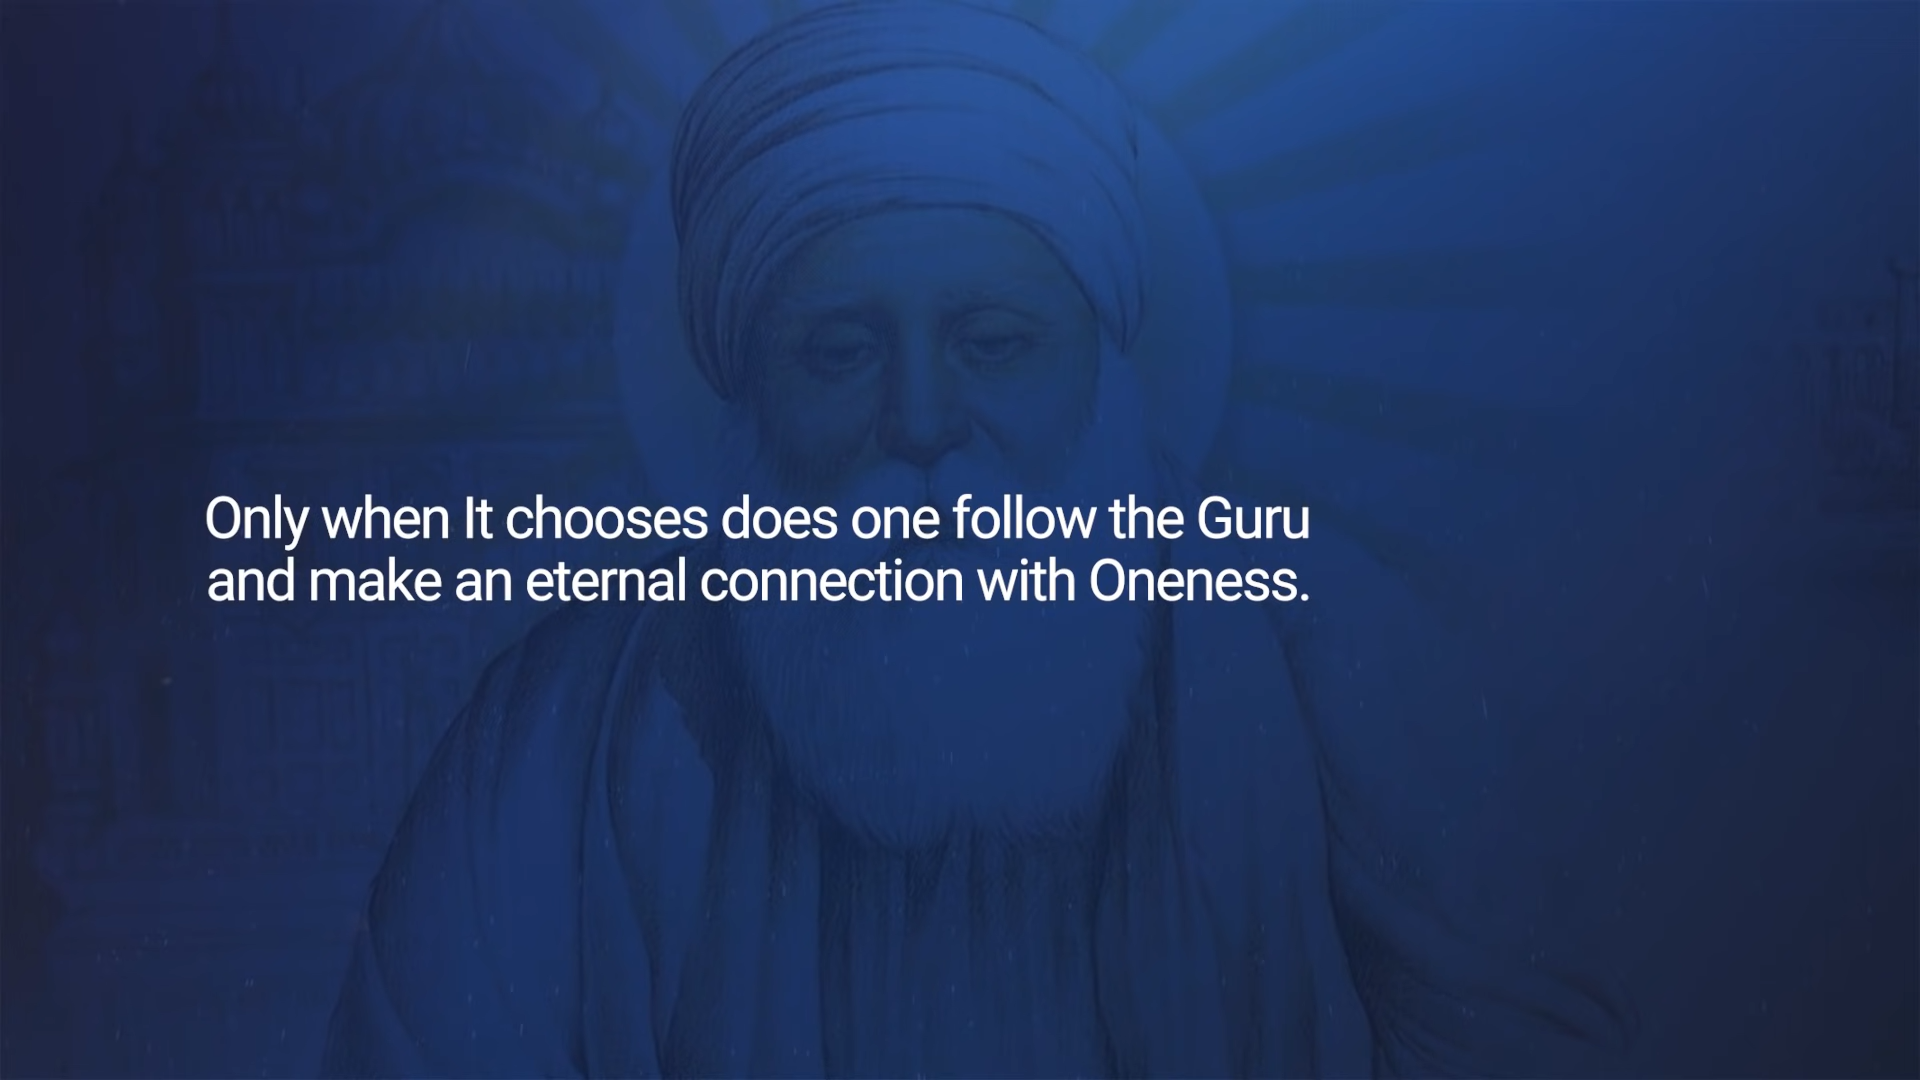 Only when It chooses does one follow the Guru
and make an eternal connection with Oneness.